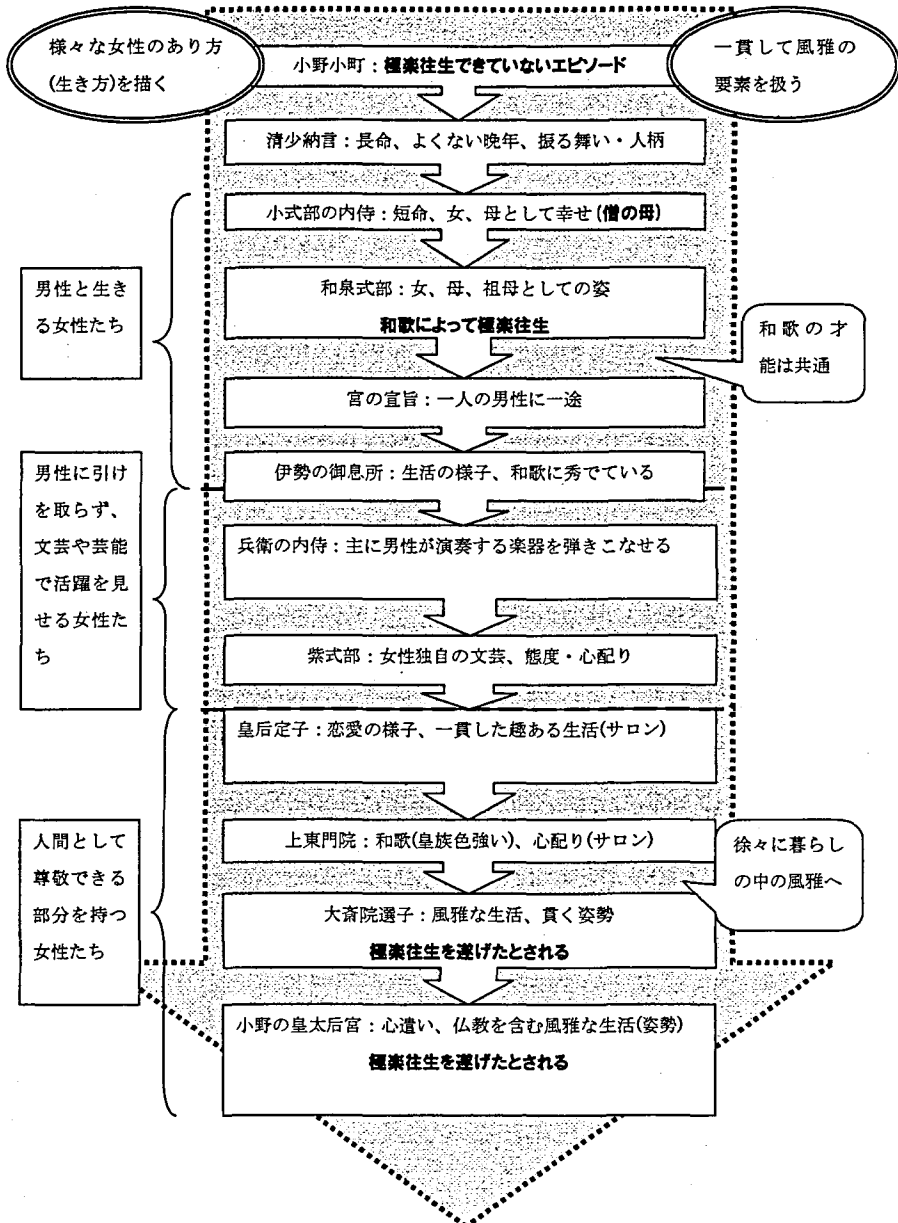 様々な女性のあり方
(生き方)を描く
一貫して風雅の
要素を扱う
小野小町：極楽往生できていないエピソード
清少納言：長命、よくない晩年、振る舞い・人柄
小式部の内侍：短命、女、母として幸せ(僧の母)
男性と生き
る女性たち
和泉式部：女、母、祖母としての姿
和歌によって極楽往生
和歌の才
能は共通
宮の宣旨：一人の男性に一途
伊勢の御息所：生活の様子、和歌に秀でている
男性に引け
を取らず、
文芸や芸能
で活躍を見
せる女性た
ち
兵衛の内侍：主に男性が演奏する楽器を弾きこなせる
紫式部：女性独自の文芸、態度・心配り
皇后定子：恋愛の様子、一貫した趣ある生活(サロン)
上東門院：和歌(皇族色強い)、心配り(サロン)
人間として
尊敬できる
部分を持つ
女性たち
徐々に暮らし
の中の風雅へ
大斎院選子：風雅な生活、貫く姿勢
極楽往生を遂げたとされる
小野の皇太后宮：心遣い、仏教を含む風雅な生活(姿勢)
極楽往生を遂げたとされる